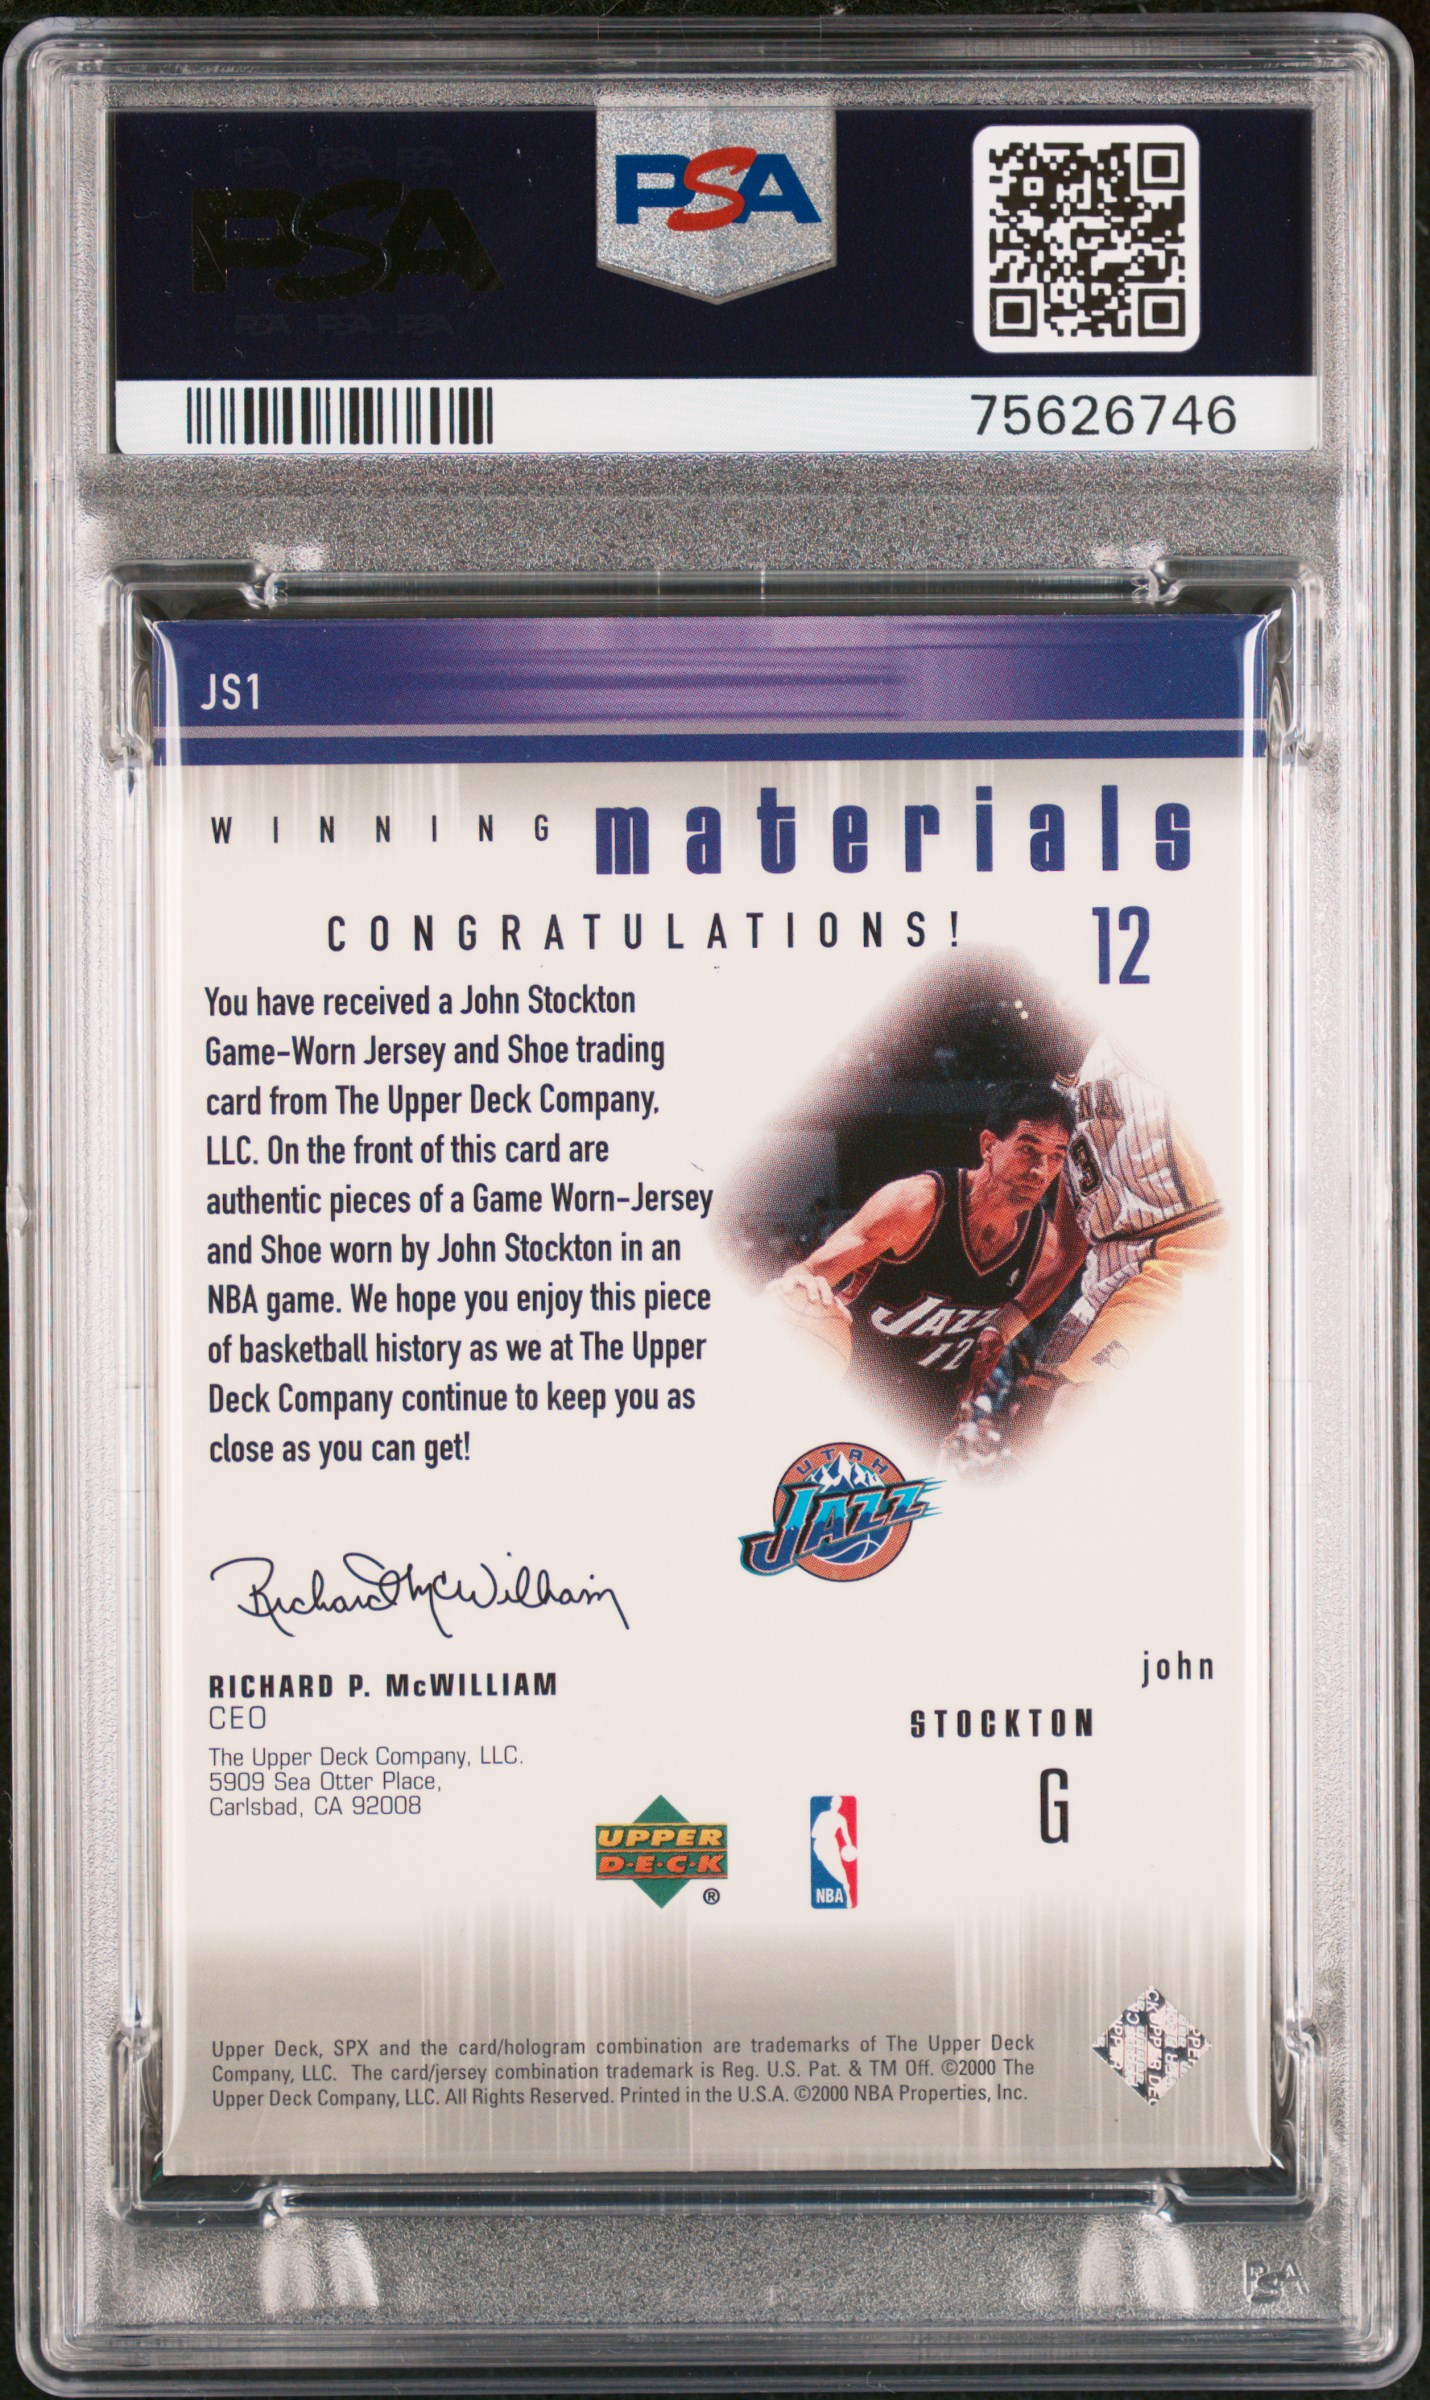 PSA
PSA
75626746
JS1
WINNING materials
CONGRATULATIONS!
12
You have received a John Stockton
Game-Worn Jersey and Shoe trading
card from The Upper Deck Company,
LLC. On the front of this card are
authentic pieces of a Game Worn-Jersey
and Shoe worn by John Stockton in an
NBA game. We hope you enjoy this piece
of basketball history as we at The Upper
Deck Company continue to keep you as
close as you can get!
JAZZ
12
UTAH
JAZZ
Richard McWilliam
RICHARD P. McWILLIAM
CEO
The Upper Deck Company, LLC.
5909 Sea Otter Place,
Carlsbad, CA 92008
john
STOCKTON
G
UPPER
D·E·C·K
®
NBA
Upper Deck, SPX and the card/hologram combination are trademarks of The Upper Deck
Company, LLC. The card/jersey combination trademark is Reg. U.S. Pat. & TM Off. ©2000 The
Upper Deck Company, LLC. All Rights Reserved. Printed in the U.S.A. ©2000 NBA Properties, Inc.
PSA